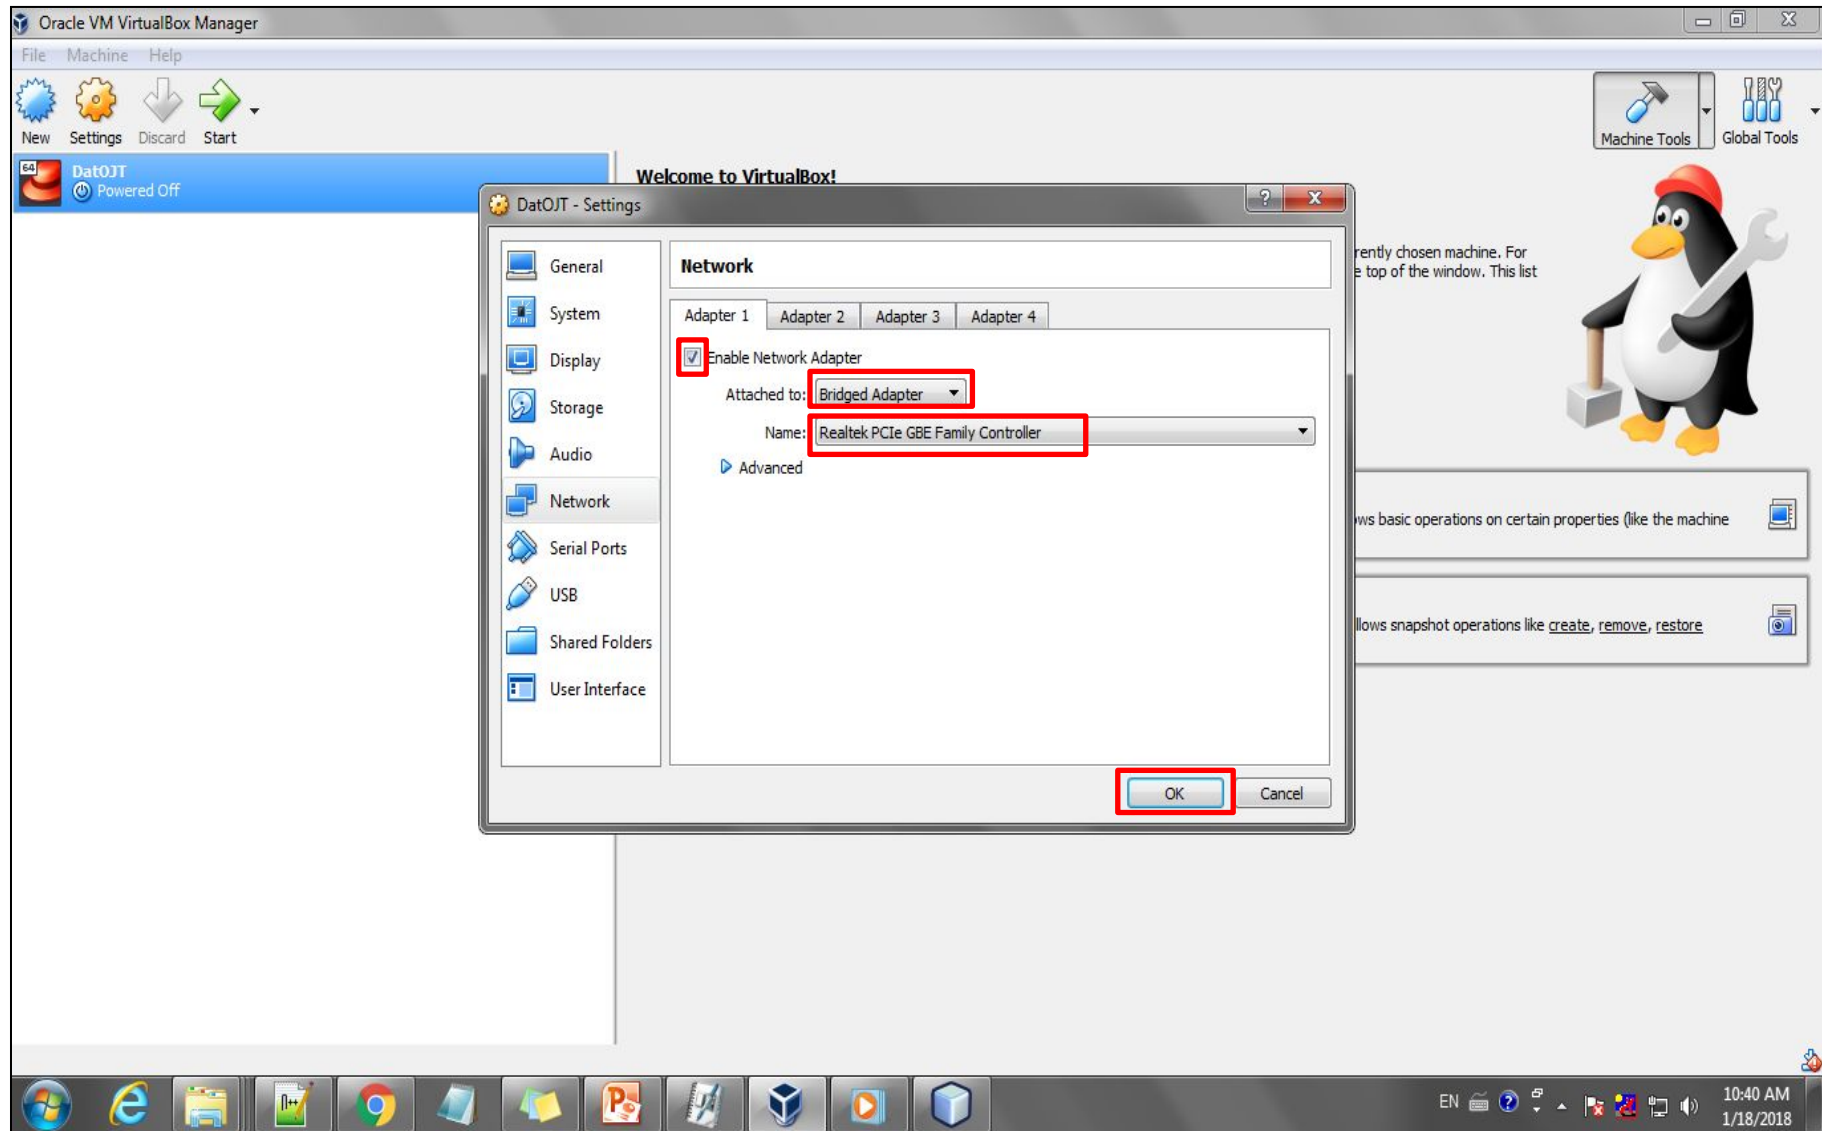 Oracle VM VirtualBox Manager
File Machine Help
New Settings Discard Start
Machine Tools Global Tools
64
DatOJT
Powered Off
Welcome to VirtualBox!
DatOJT - Settings
rently chosen machine. For
e top of the window. This list
General
System
Display
Storage
Audio
Network
Serial Ports
USB
Shared Folders
User Interface
Network
Adapter 1 Adapter 2 Adapter 3 Adapter 4
Enable Network Adapter
Attached to: Bridged Adapter
Name: Realtek PCIe GBE Family Controller
Advanced
ws basic operations on certain properties (like the machine
llows snapshot operations like create, remove, restore
OK Cancel
EN
10:40 AM
1/18/2018